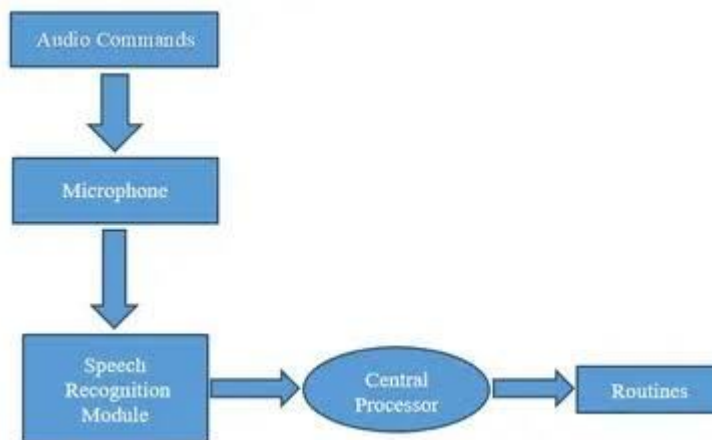 Audio Commands
Microphone
Speech
Recognition
Module
Central
Processor
Routines